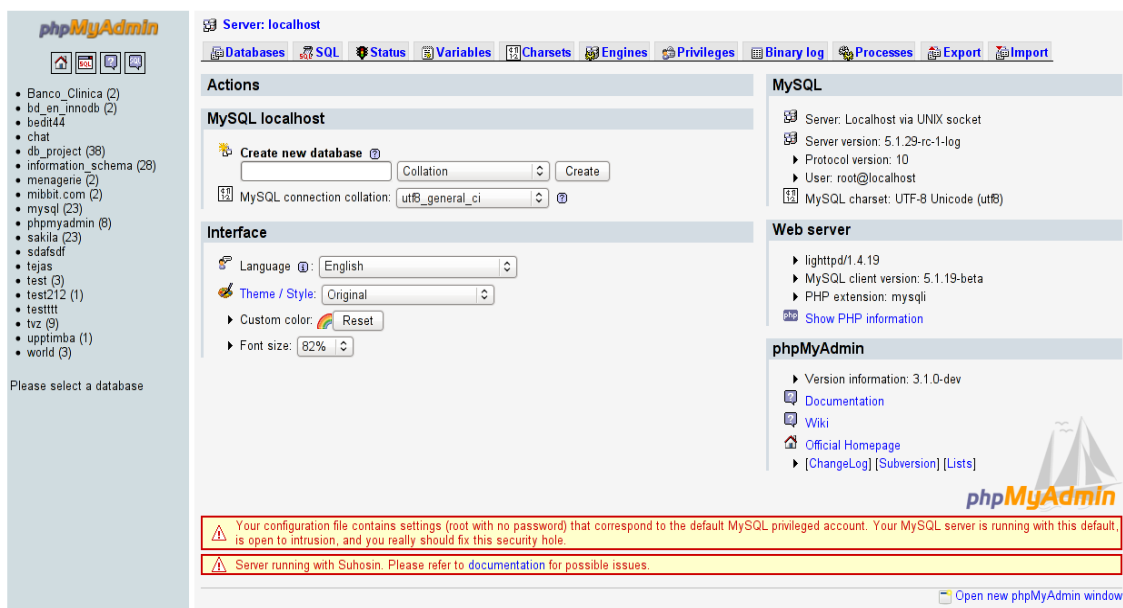 phpMyAdmin
SQL
Banco_Clinica (2)
bd_en_innodb (2)
bedit44
chat
db_project (38)
information_schema (28)
menagerie (2)
mibbit.com (2)
mysql (23)
phpmyadmin (8)
sakila (23)
sdafsdf
tejas
test (3)
test212 (1)
testttt
tvz (9)
upptimba (1)
world (3)
Please select a database
Server: localhost
Databases SQL Status Variables Charsets Engines Privileges Binary log Processes Export Import
Actions
MySQL localhost
Create new database
Collation Create
MySQL connection collation: utf8_general_ci
Interface
Language : English
Theme / Style: Original
Custom color: Reset
Font size: 82%
MySQL
Server: Localhost via UNIX socket
Server version: 5.1.29-rc-1-log
Protocol version: 10
User: root@localhost
MySQL charset: UTF-8 Unicode (utf8)
Web server
lighttpd/1.4.19
MySQL client version: 5.1.19-beta
PHP extension: mysqli
php Show PHP information
phpMyAdmin
Version information: 3.1.0-dev
Documentation
Wiki
Official Homepage
[ChangeLog] [Subversion] [Lists]
phpMyAdmin
Your configuration file contains settings (root with no password) that correspond to the default MySQL privileged account. Your MySQL server is running with this default,
is open to intrusion, and you really should fix this security hole.
Server running with Suhosin. Please refer to documentation for possible issues.
Open new phpMyAdmin window